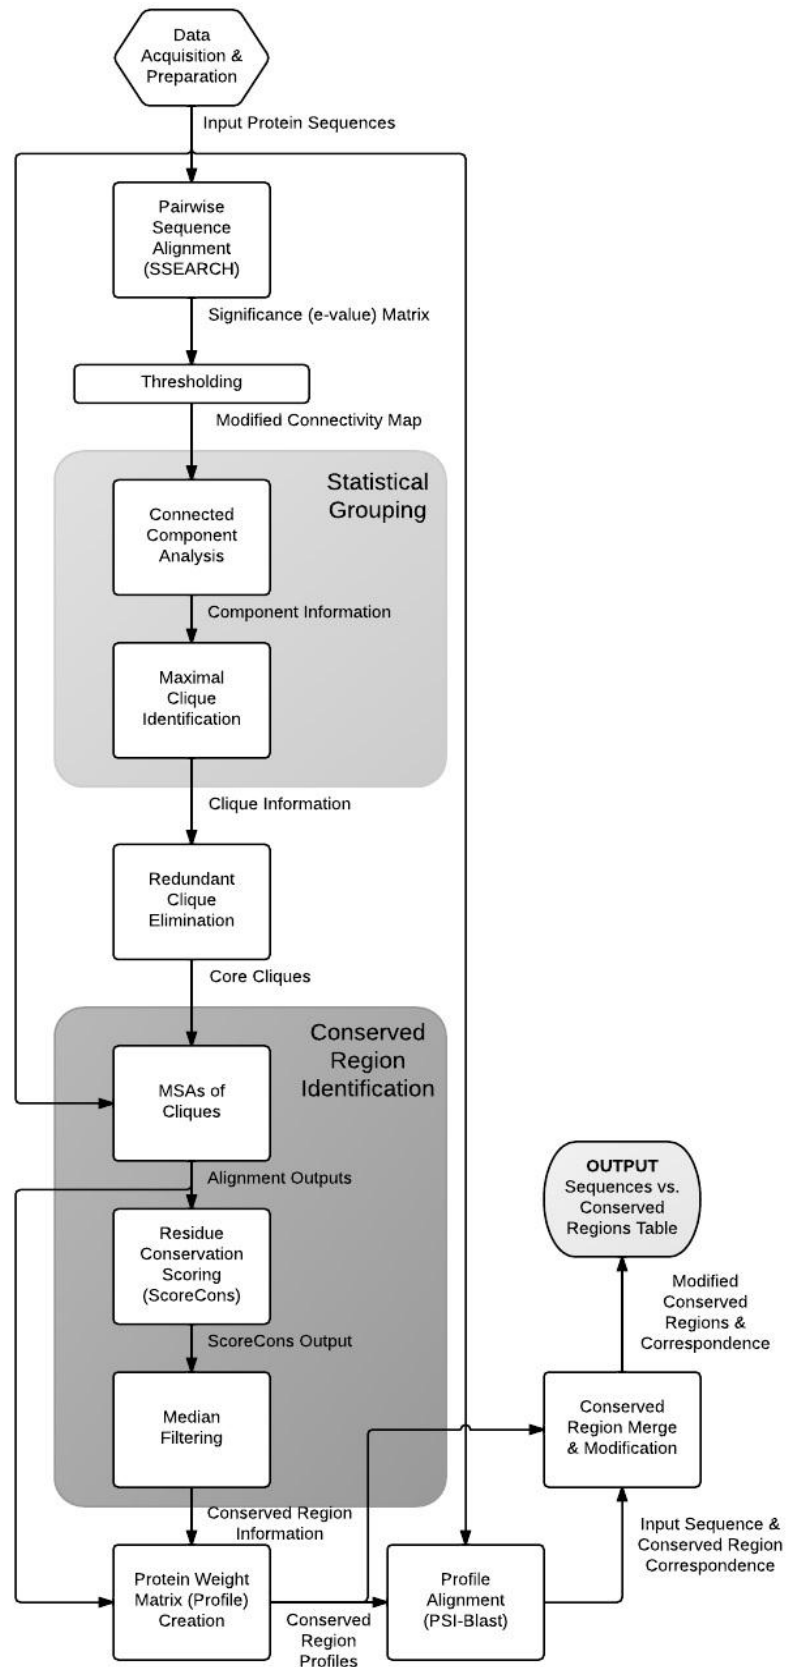 Data
Acquisition &
Preparation
Input Protein Sequences
Pairwise
Sequence
Alignment
(SSEARCH)
Significance (e-value) Matrix
Thresholding
Modified Connectivity Map
Statistical
Grouping
Connected
Component
Analysis
Component Information
Maximal
Clique
Identification
Clique Information
Redundant
Clique
Elimination
Core Cliques
Conserved
Region
Identification
MSAs of
Cliques
Alignment Outputs
Residue
Conservation
Scoring
(ScoreCons)
ScoreCons Output
Median
Filtering
Conserved Region
Information
Protein Weight
Matrix (Profile)
Creation
Conserved
Region
Profiles
Profile
Alignment
(PSI-Blast)
Input Sequence &
Conserved Region
Correspondence
Conserved
Region Merge
& Modification
Modified
Conserved
Regions &
Correspondence
OUTPUT
Sequences vs.
Conserved
Regions Table